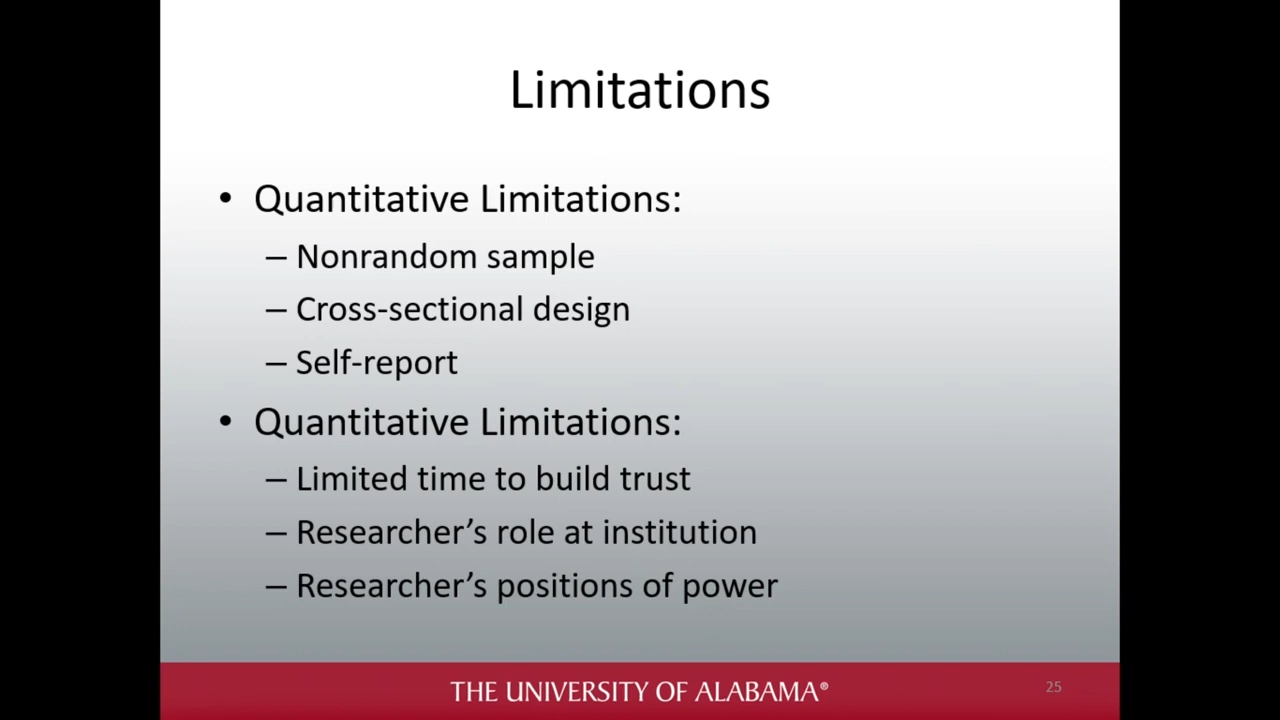 Limitations
• Quantitative Limitations:
– Nonrandom sample
– Cross-sectional design
– Self-report
• Quantitative Limitations:
– Limited time to build trust
– Researcher’s role at institution
– Researcher’s positions of power
THE UNIVERSITY OF ALABAMA®
25